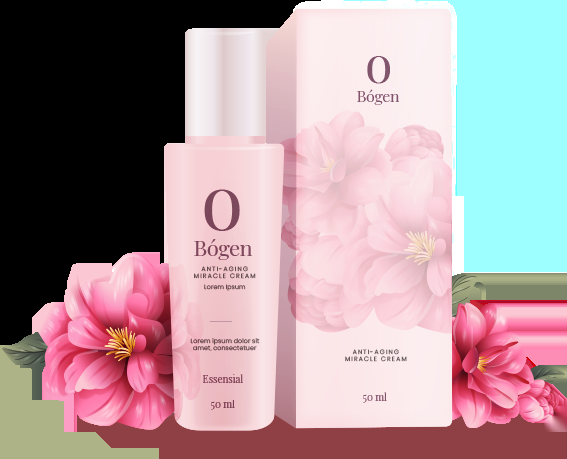 O
Bógen
ANTI-AGING
MIRACLE CREAM
Lorem Ipsum
Lorem ipsum dolor sit
amet, consectetuer
Essensial
50 ml
O
Bógen
ANTI-AGING
MIRACLE CREAM
50 ml